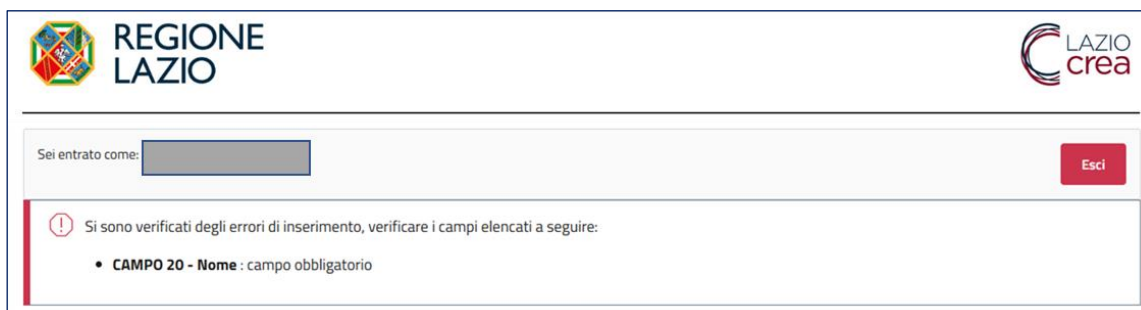 REGIONE
LAZIO
LAZIO
crea
Sei entrato come:
Esci
Si sono verificati degli errori di inserimento, verificare i campi elencati a seguire:
• CAMPO 20 - Nome : campo obbligatorio